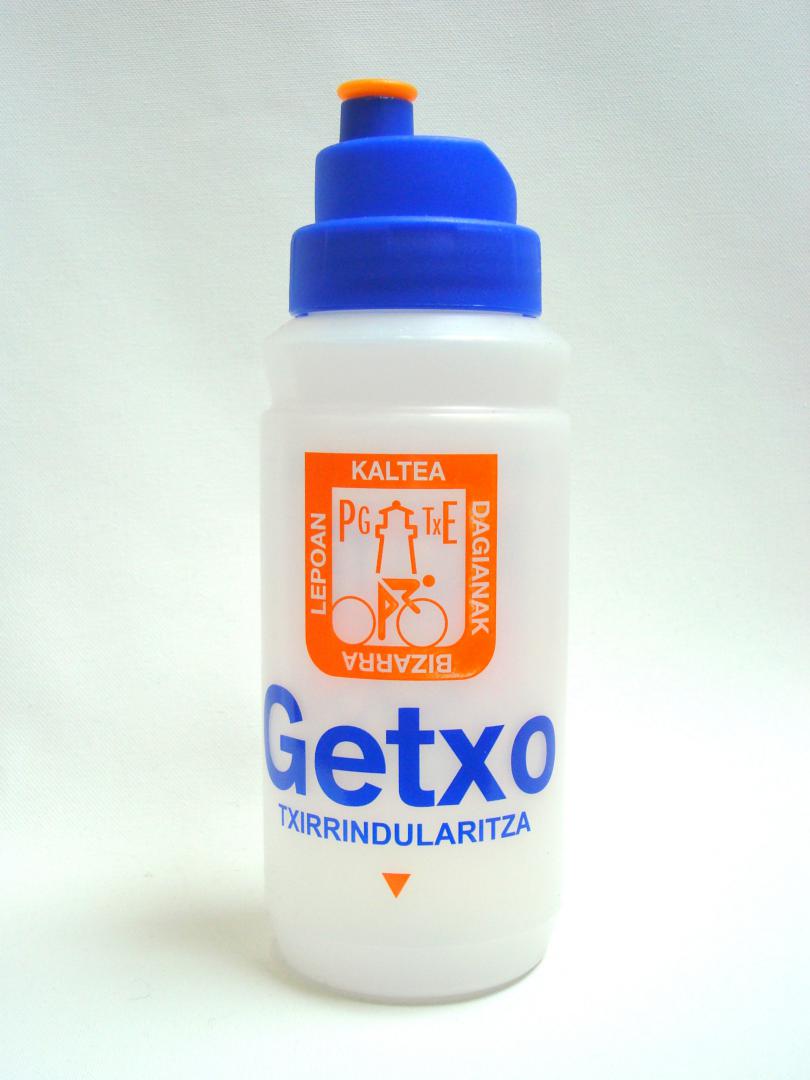 KALTEA
LEPOAN
PG TxE
DAGIANAK
BIZARRA
Getxo
TXIRRINDULARITZA